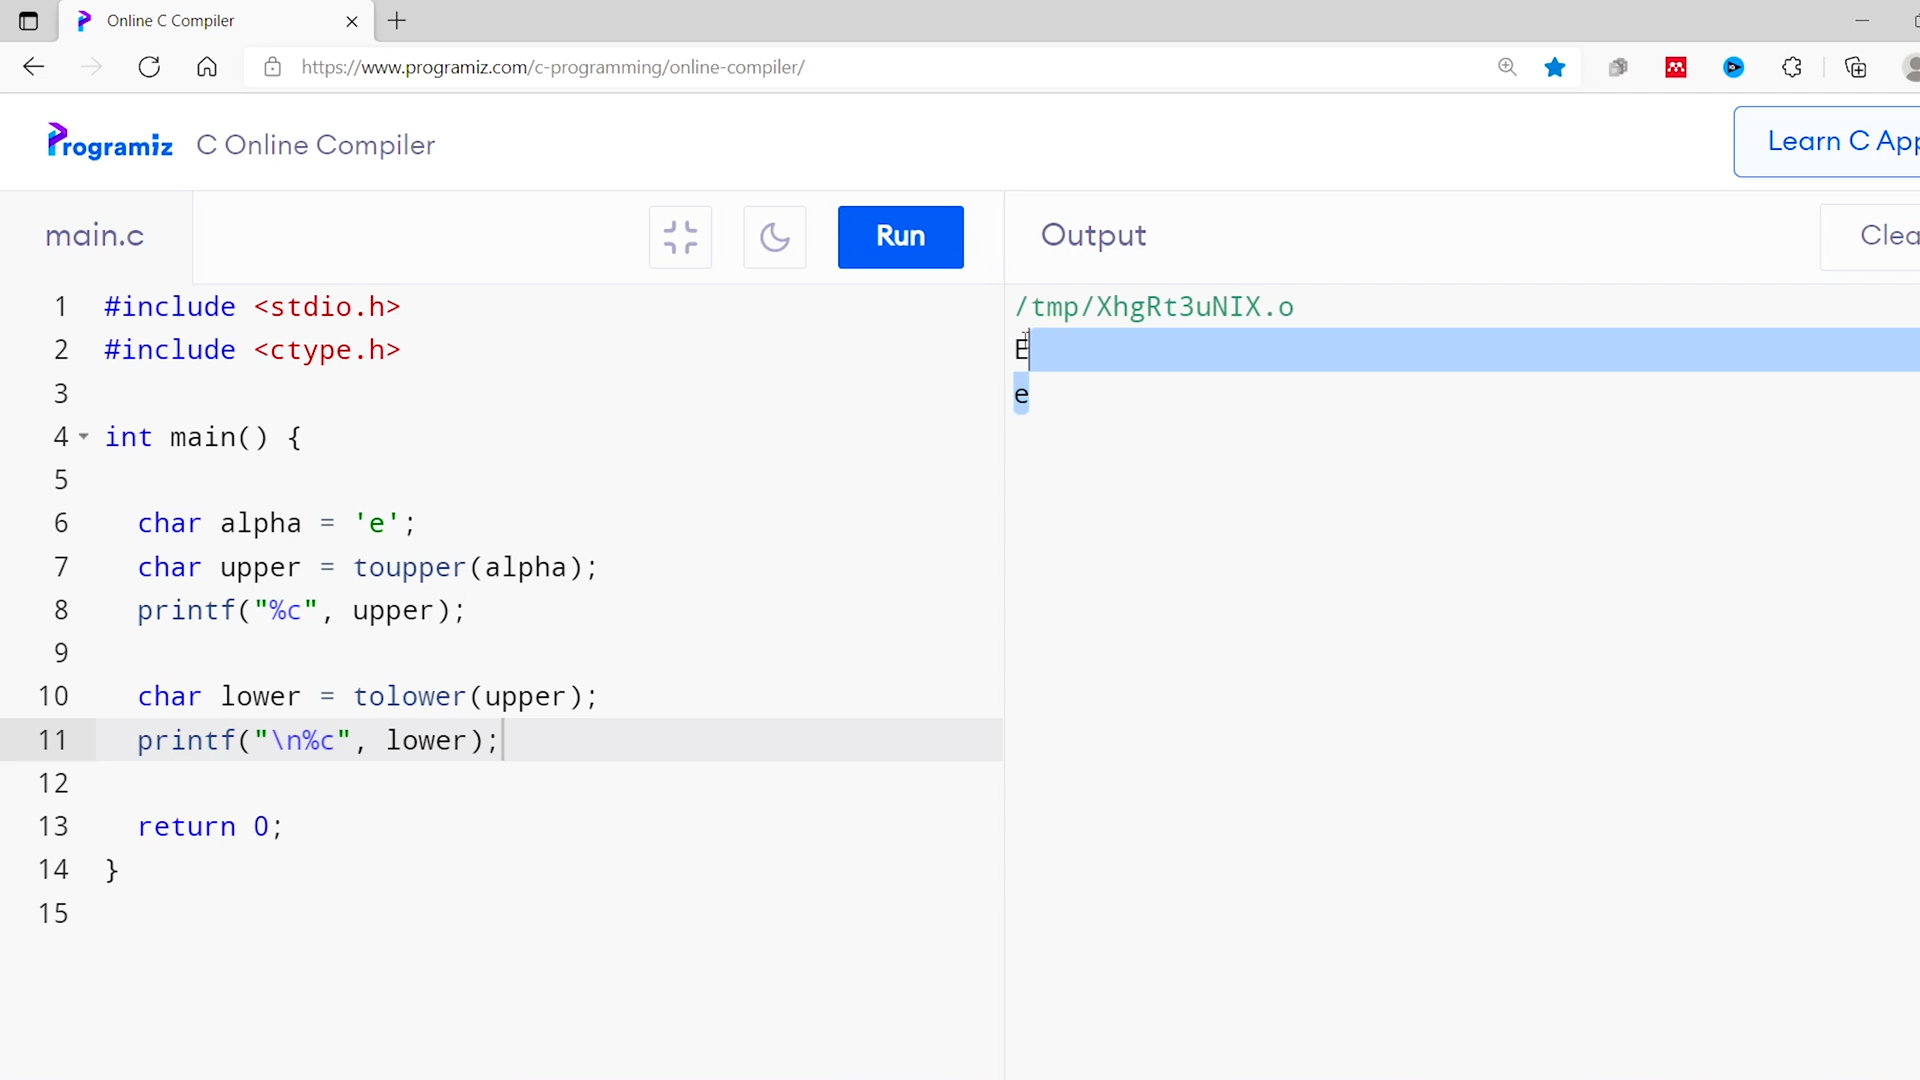 Online C Compiler
https://www.programiz.com/c-programming/online-compiler/
Programiz C Online Compiler
Learn C App
main.c
Run
Output
Clea
1 #include <stdio.h>
2 #include <ctype.h>
3
4 int main() {
5
6 char alpha = 'e';
7 char upper = toupper(alpha);
8 printf("%c", upper);
9
10 char lower = tolower(upper);
11 printf("\n%c", lower);
12
13 return 0;
14 }
15
/tmp/XhgRt3uNIX.o
E
e